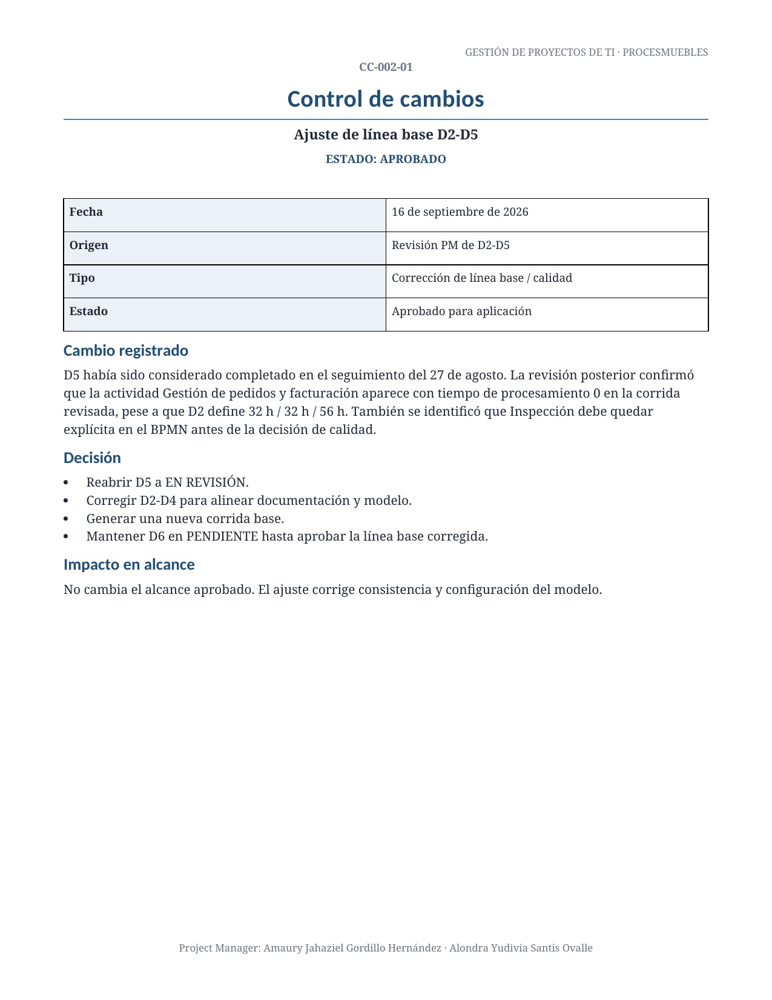 GESTIÓN DE PROYECTOS DE TI · PROCESMUEBLES
CC-002-01
Control de cambios
Ajuste de línea base D2-D5
ESTADO: APROBADO
Fecha
16 de septiembre de 2026
Origen
Revisión PM de D2-D5
Tipo
Corrección de línea base / calidad
Estado
Aprobado para aplicación
Cambio registrado
D5 había sido considerado completado en el seguimiento del 27 de agosto. La revisión posterior confirmó
que la actividad Gestión de pedidos y facturación aparece con tiempo de procesamiento 0 en la corrida
revisada, pese a que D2 define 32 h / 32 h / 56 h. También se identificó que Inspección debe quedar
explícita en el BPMN antes de la decisión de calidad.
Decisión
• Reabrir D5 a EN REVISIÓN.
• Corregir D2-D4 para alinear documentación y modelo.
• Generar una nueva corrida base.
• Mantener D6 en PENDIENTE hasta aprobar la línea base corregida.
Impacto en alcance
No cambia el alcance aprobado. El ajuste corrige consistencia y configuración del modelo.
Project Manager: Amaury Jahaziel Gordillo Hernández · Alondra Yudivia Santis Ovalle